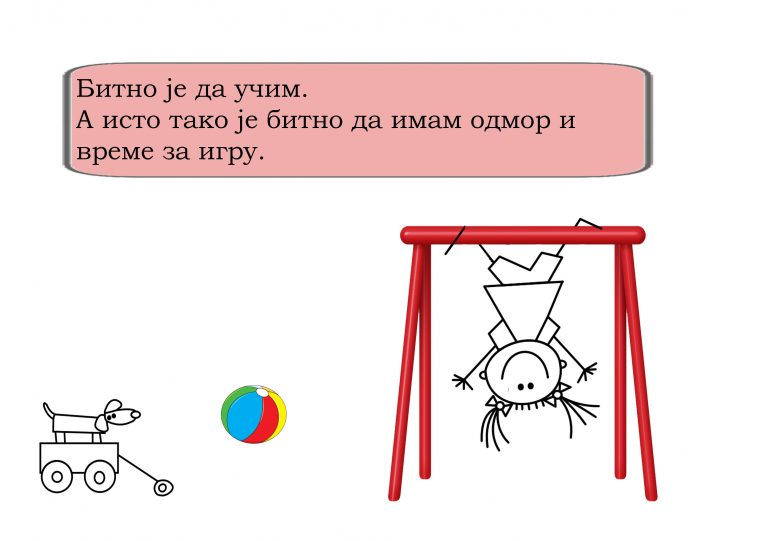 Битно је да учим.
А исто тако је битно да имам одмор и
време за игру.